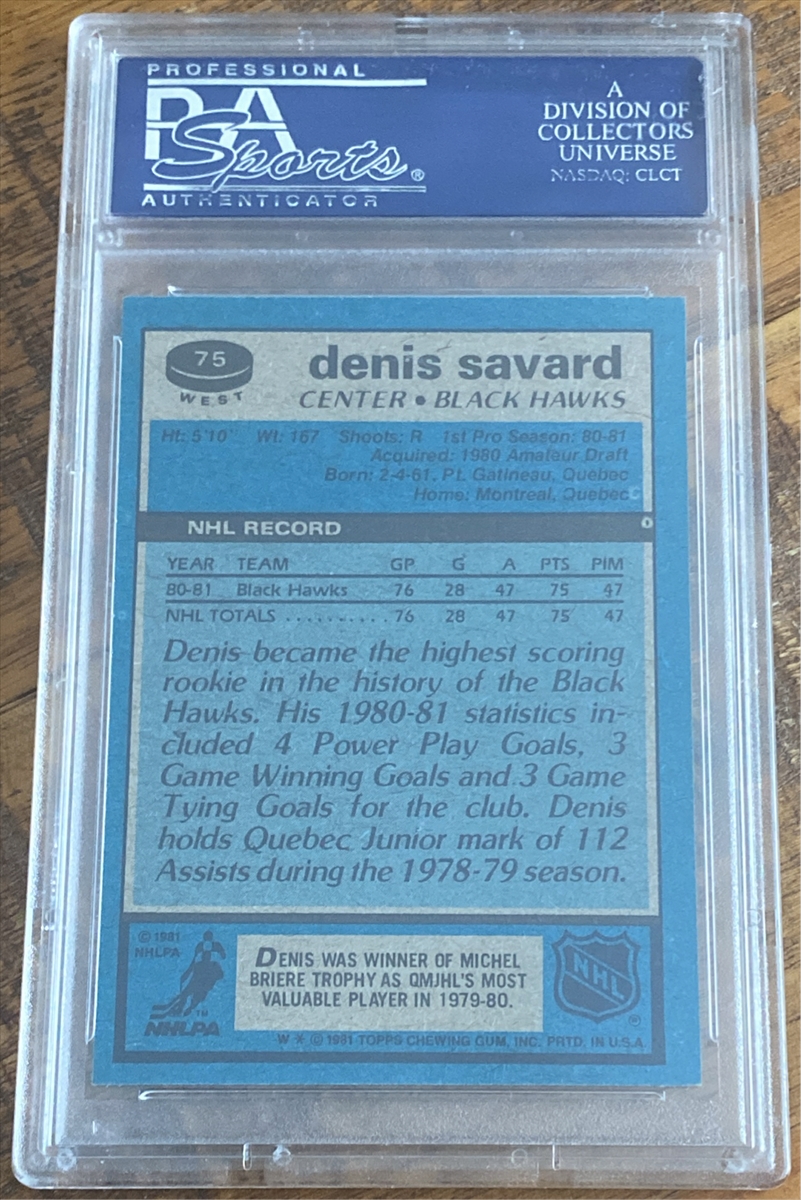 PROFESSIONAL
PSA
Sports®
AUTHENTICATOR
A
DIVISION OF
COLLECTORS
UNIVERSE
NASDAQ: CLCT
75
WEST
denis savard
CENTER • BLACK HAWKS
Ht: 5'10" Wt: 167 Shoots: R 1st Pro Season: 80-81
Acquired: 1980 Amateur Draft
Born: 2-4-61, Pt. Gatineau, Quebec
Home: Montreal, Quebec
NHL RECORD
YEAR TEAM GP G A PTS PIM
80-81 Black Hawks 76 28 47 75 47
NHL TOTALS .......... 76 28 47 75 47
Denis became the highest scoring
rookie in the history of the Black
Hawks. His 1980-81 statistics in-
cluded 4 Power Play Goals, 3
Game Winning Goals and 3 Game
Tying Goals for the club. Denis
holds Quebec Junior mark of 112
Assists during the 1978-79 season.
© 1981
NHLPA
TM
NHLPA
DENIS WAS WINNER OF MICHEL
BRIERE TROPHY AS QMJHL'S MOST
VALUABLE PLAYER IN 1979-80.
NHL
®
W * © 1981 TOPPS CHEWING GUM, INC. PRTD. IN U.S.A.